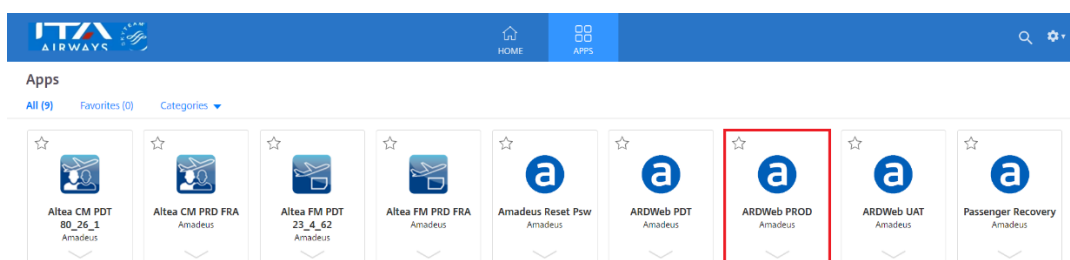 ITA
AIRWAYS
SKYTEAM
HOME
APPS
Apps
All (9)
Favorites (0)
Categories
Altea CM PDT
80_26_1
Amadeus
Altea CM PRD FRA
Amadeus
Altea FM PDT
23_4_62
Amadeus
Altea FM PRD FRA
Amadeus
a
Amadeus Reset Psw
Amadeus
a
ARDWeb PDT
Amadeus
a
ARDWeb PROD
Amadeus
a
ARDWeb UAT
Amadeus
a
Passenger Recovery
Amadeus